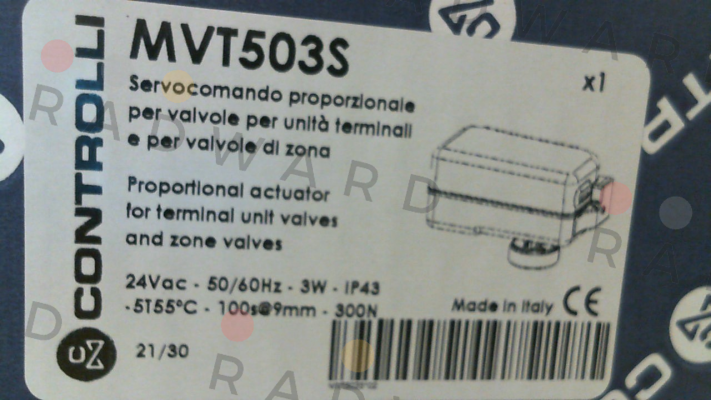 CONTROLLI
MVT503S
x1
Servocomando proporzionale
per valvole per unità terminali
e per valvole di zona
Proportional actuator
for terminal unit valves
and zone valves
24Vac - 50/60Hz - 3W - IP43
-5T55°C - 100s@9mm - 300N
Made in Italy CE
21/30
RADWARD
RADWARD